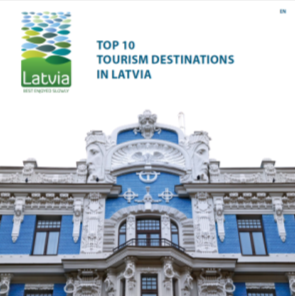 EN
TOP 10
TOURISM DESTINATIONS
IN LATVIA
Latvia
BEST ENJOYED SLOWLY